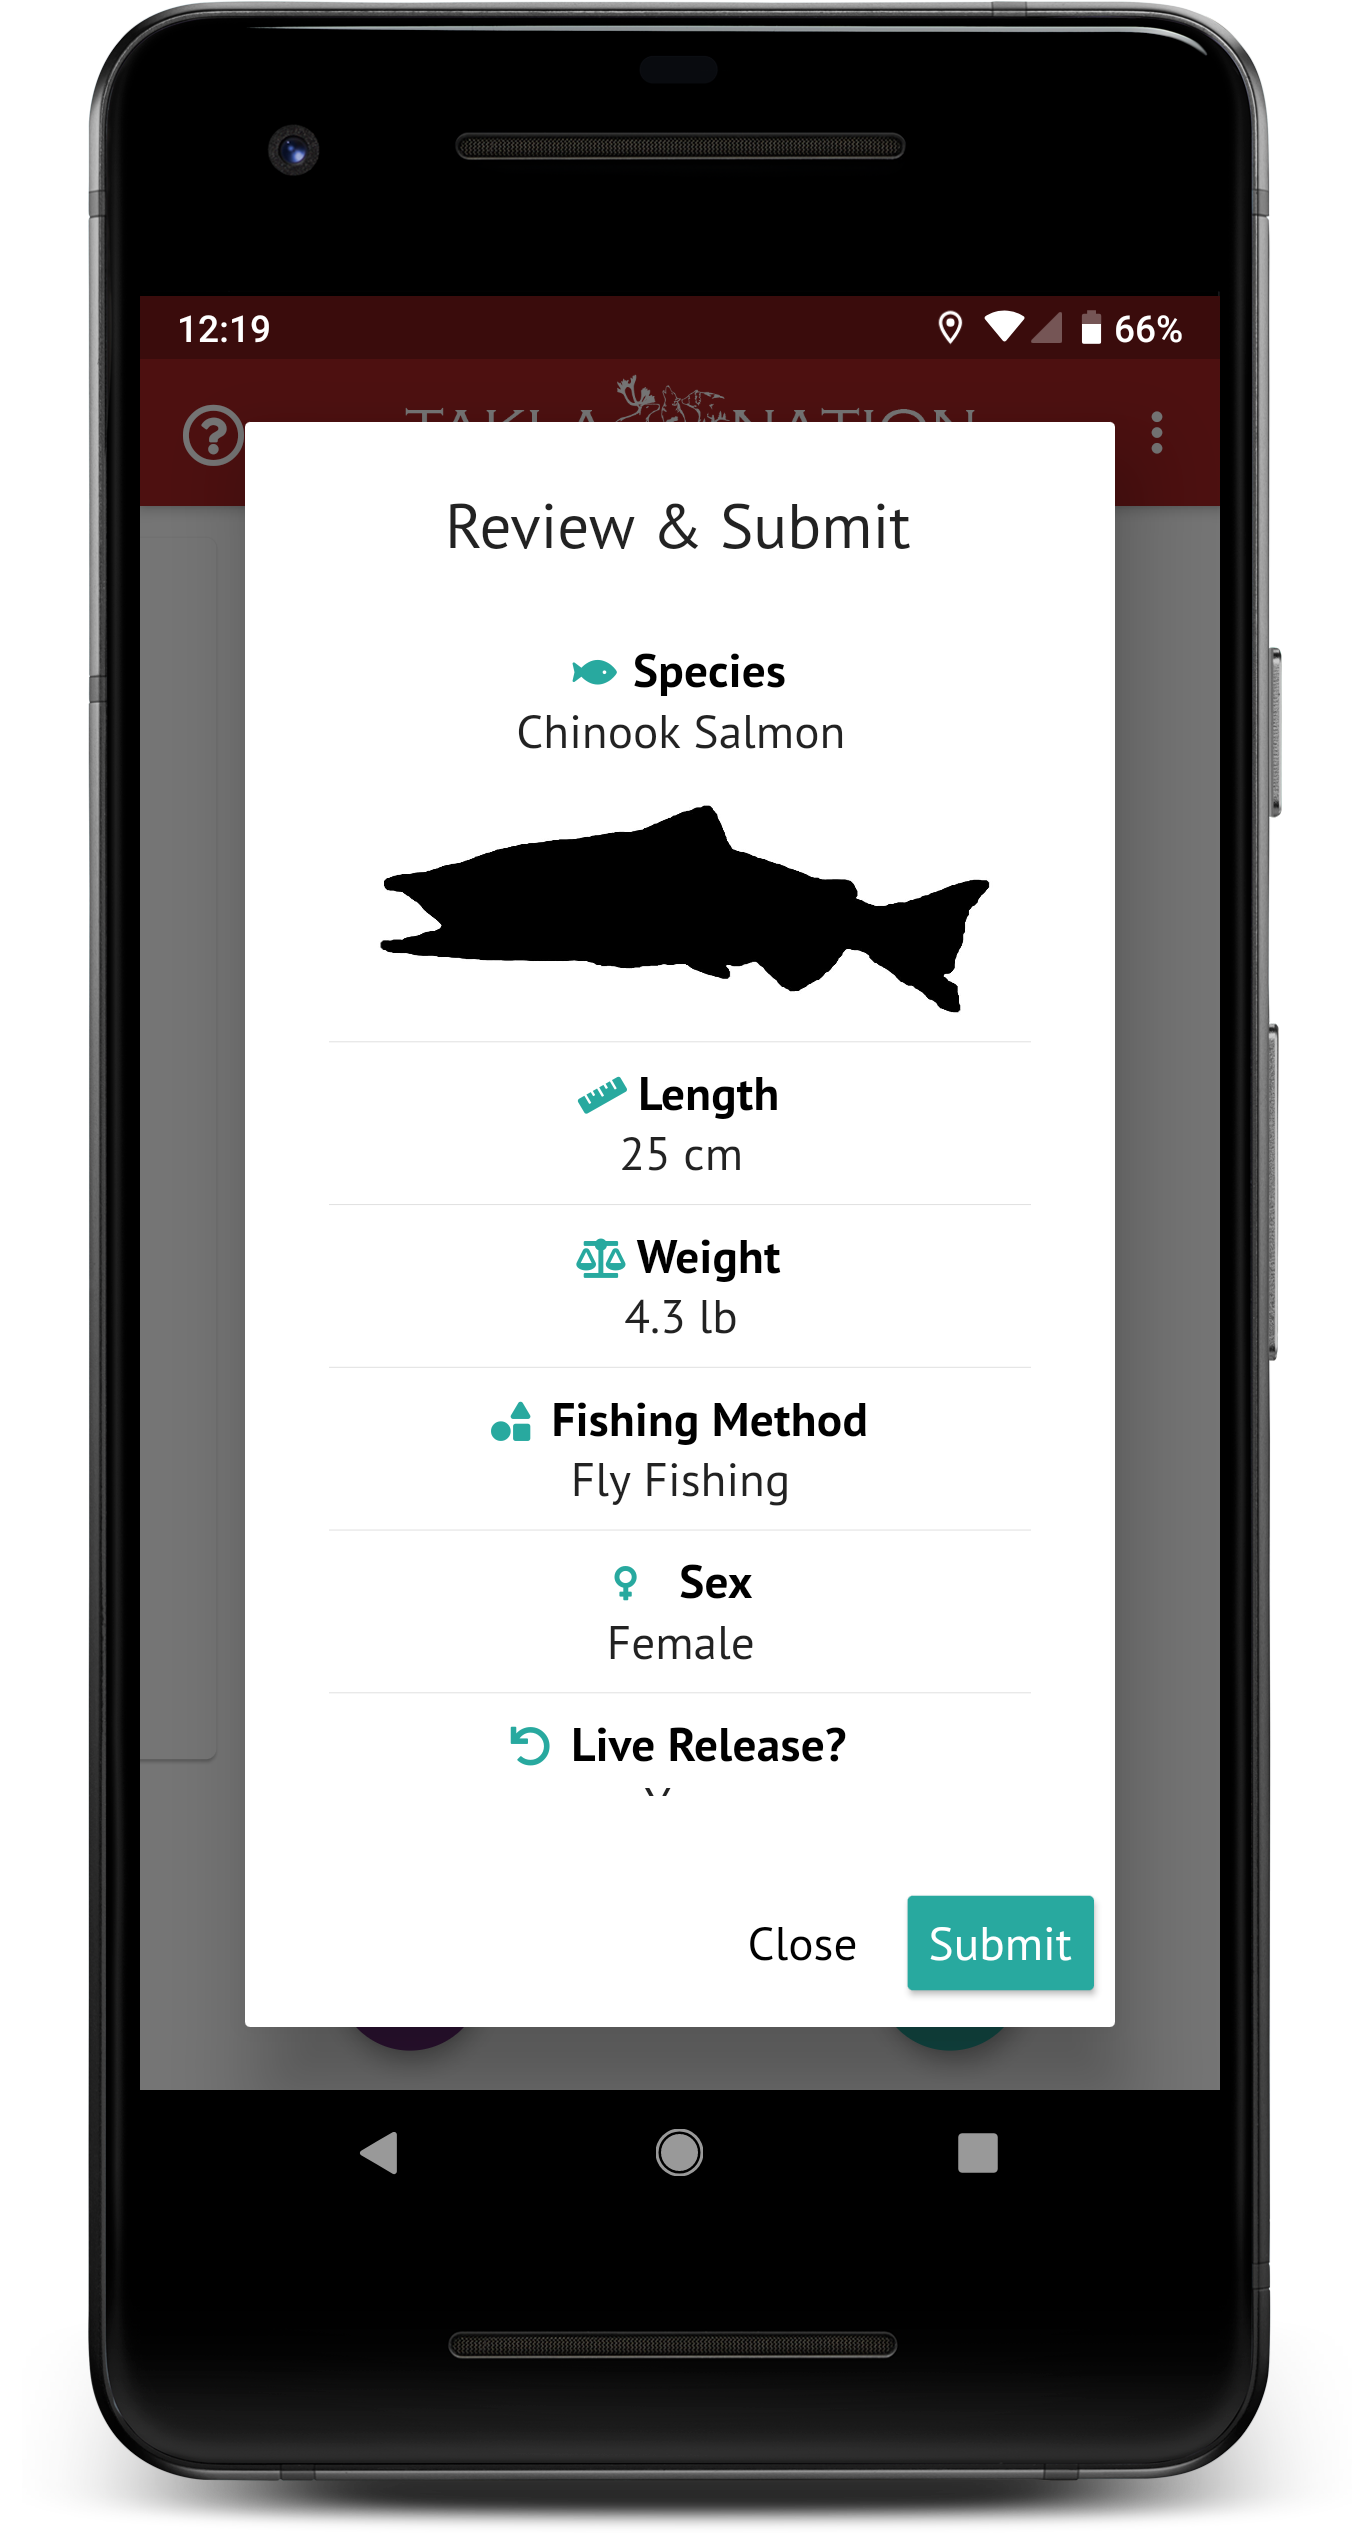 12:19 66%
TAKLA NATION
Review & Submit
Species
Chinook Salmon
Length
25 cm
Weight
4.3 lb
Fishing Method
Fly Fishing
Sex
Female
Live Release?
Close Submit